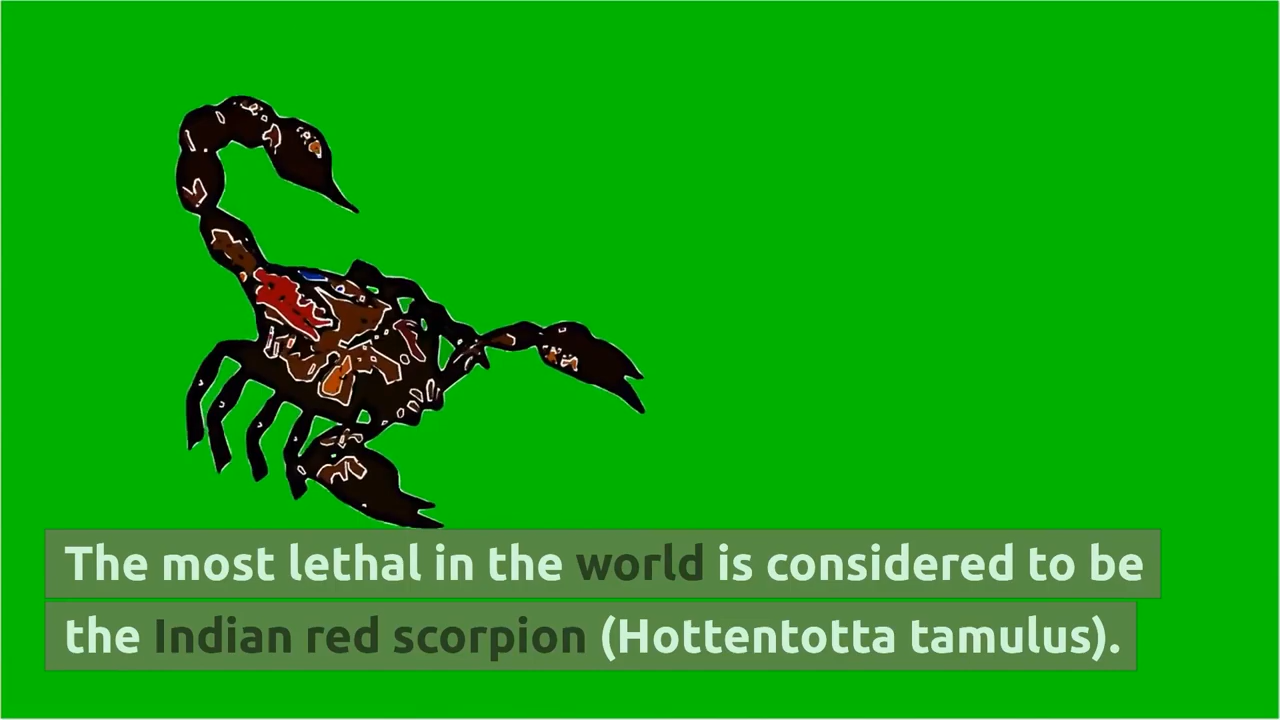 The most lethal in the world is considered to be
the Indian red scorpion (Hottentotta tamulus).